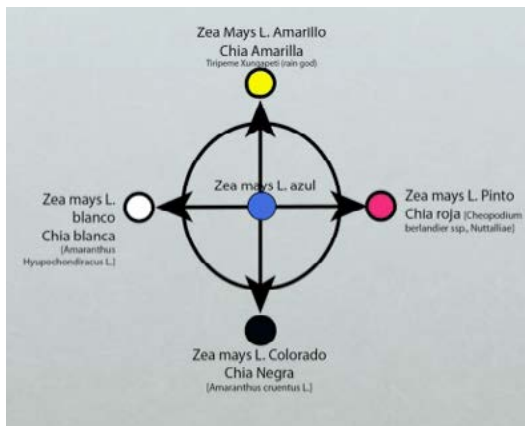 Zea Mays L. Amarillo
Chia Amarilla
Tiripeme Xungapeti (rain god)
Zea mays L. azul
Zea mays L.
blanco
Chia blanca
[Amaranthus
Hyupochondiracus L.]
Zea mays L. Pinto
Chia roja [Cheopodium
berlandier ssp., Nuttalliae]
Zea mays L. Colorado
Chia Negra
[Amaranthus cruentus L.]